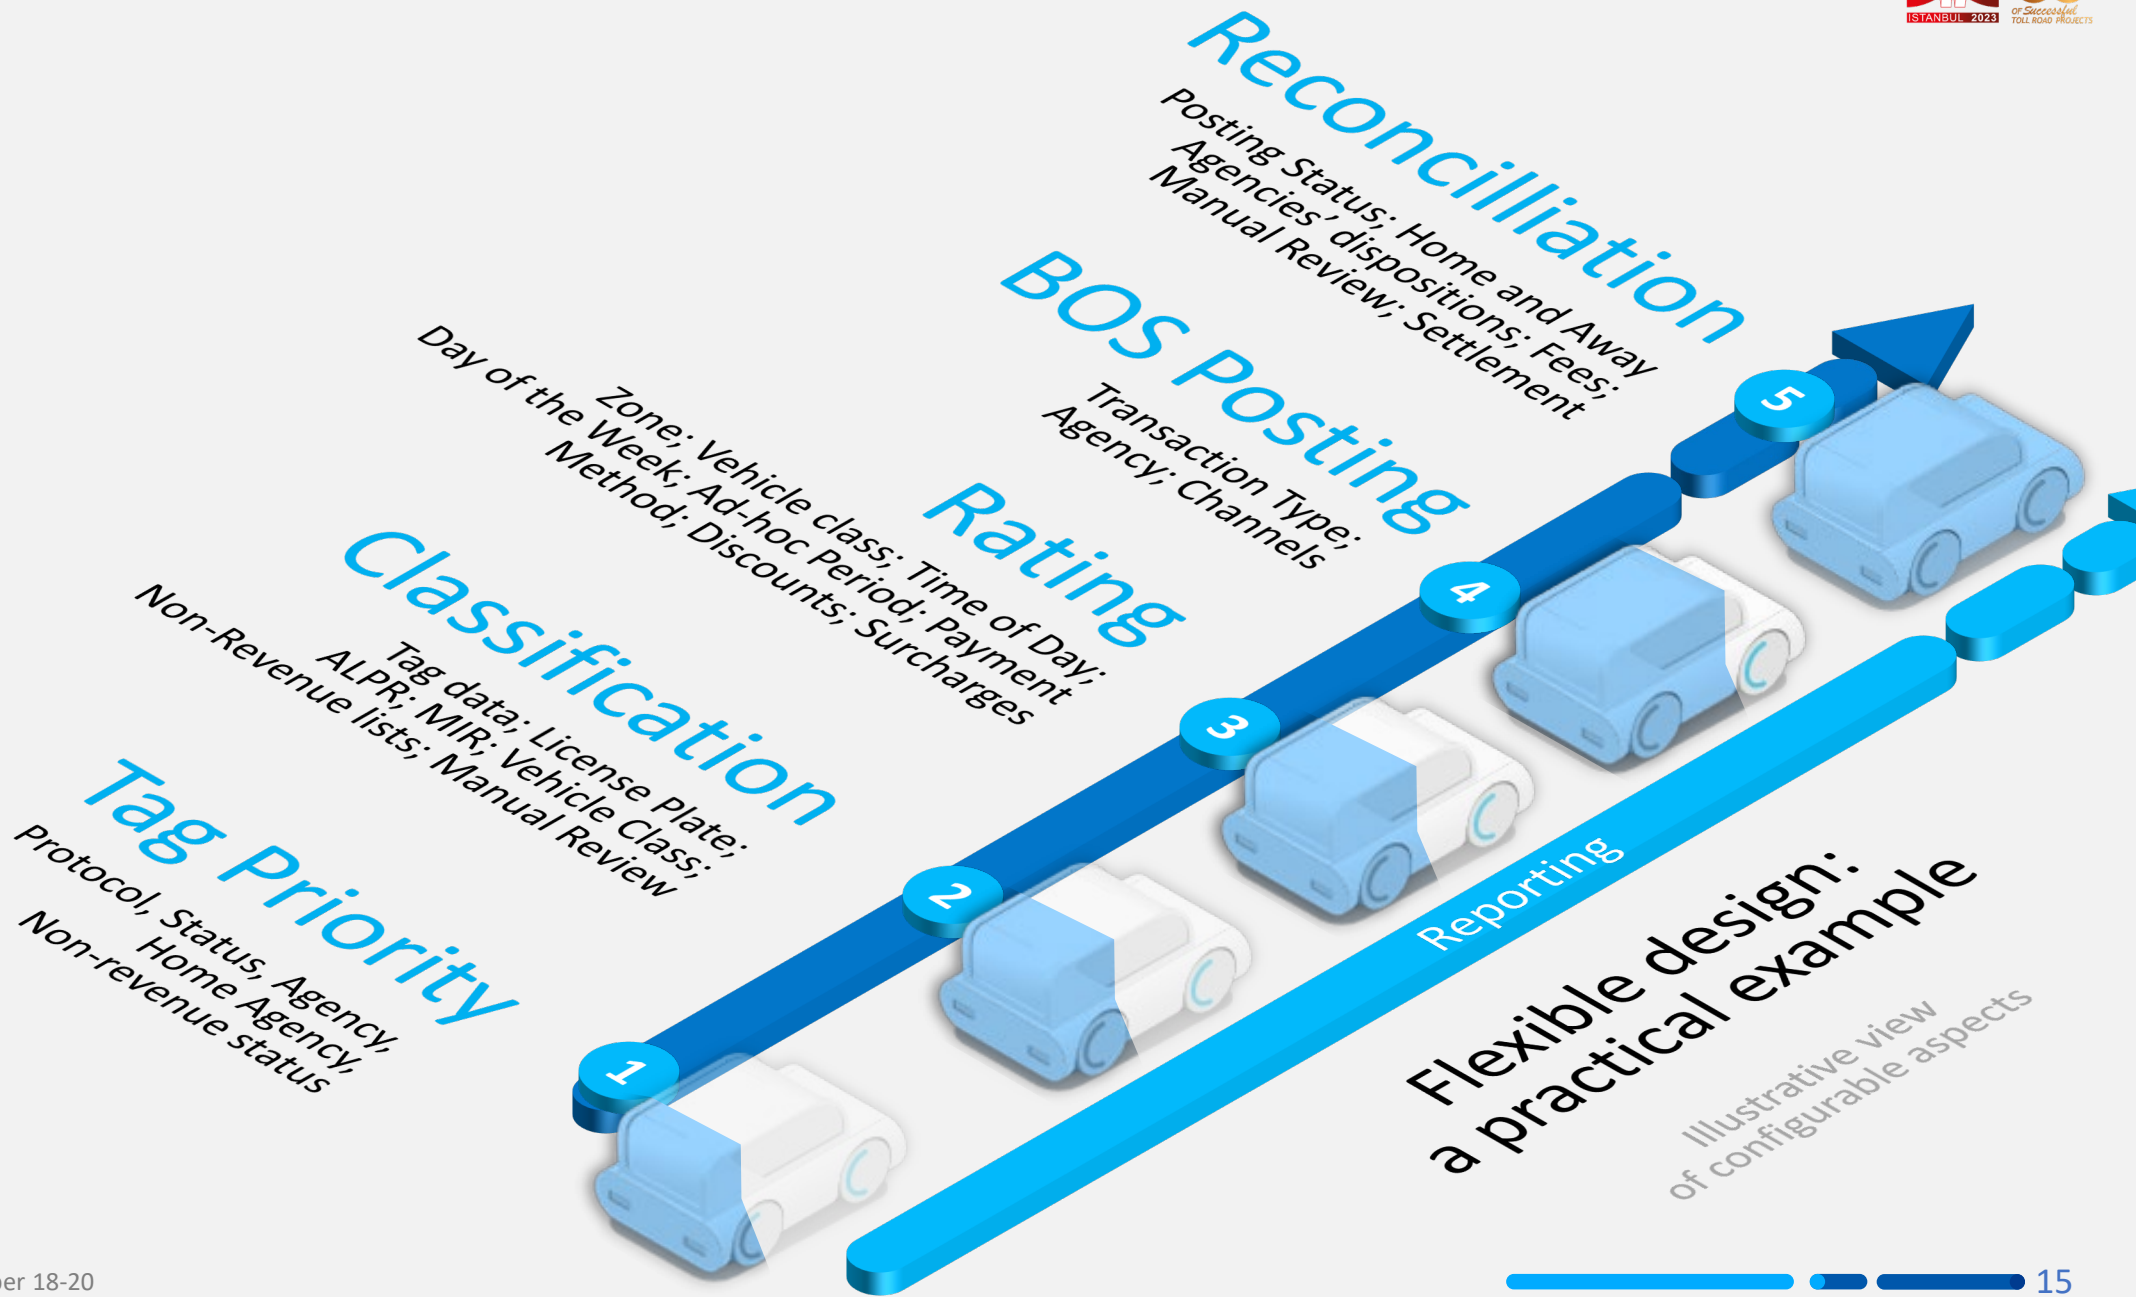 ISTANBUL 2023
OF Successful
TOLL ROAD PROJECTS
Reconcilliation
Posting Status; Home and Away
Agencies' dispositions; Fees;
Manual Review; Settlement
BOS Posting
Transaction Type;
Agency; Channels
Rating
Zone; Vehicle class; Time of Day;
Day of the Week; Ad-hoc Period; Payment
Method; Discounts; Surcharges
Classification
Tag data; License Plate;
ALPR; MIR; Vehicle Class;
Non-Revenue lists; Manual Review
Tag Priority
Protocol, Status, Agency,
Home Agency,
Non-revenue status
5
4
3
2
1
Reporting
Flexible design:
a practical example
Illustrative view
of configurable aspects
18-20
15